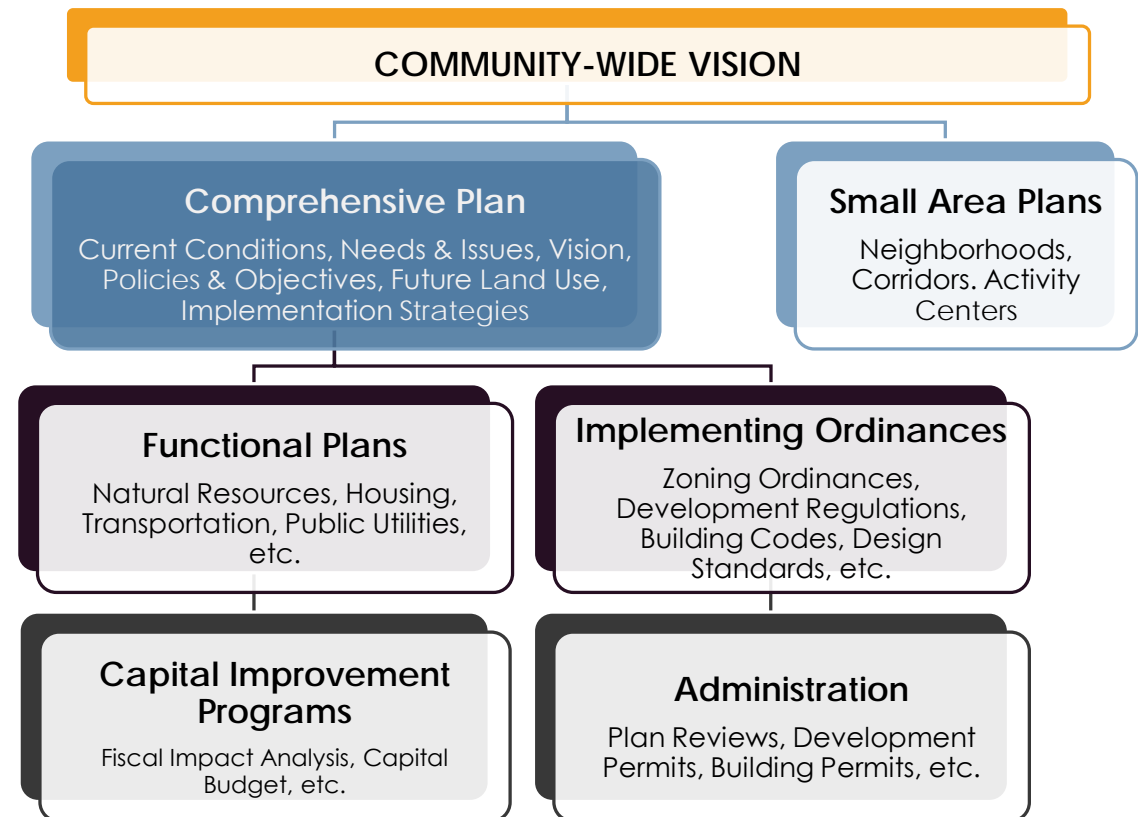 COMMUNITY-WIDE VISION
Comprehensive Plan
Current Conditions, Needs & Issues, Vision,
Policies & Objectives, Future Land Use,
Implementation Strategies
Small Area Plans
Neighborhoods,
Corridors. Activity
Centers
Functional Plans
Natural Resources, Housing,
Transportation, Public Utilities,
etc.
Implementing Ordinances
Zoning Ordinances,
Development Regulations,
Building Codes, Design
Standards, etc.
Capital Improvement
Programs
Fiscal Impact Analysis, Capital
Budget, etc.
Administration
Plan Reviews, Development
Permits, Building Permits, etc.